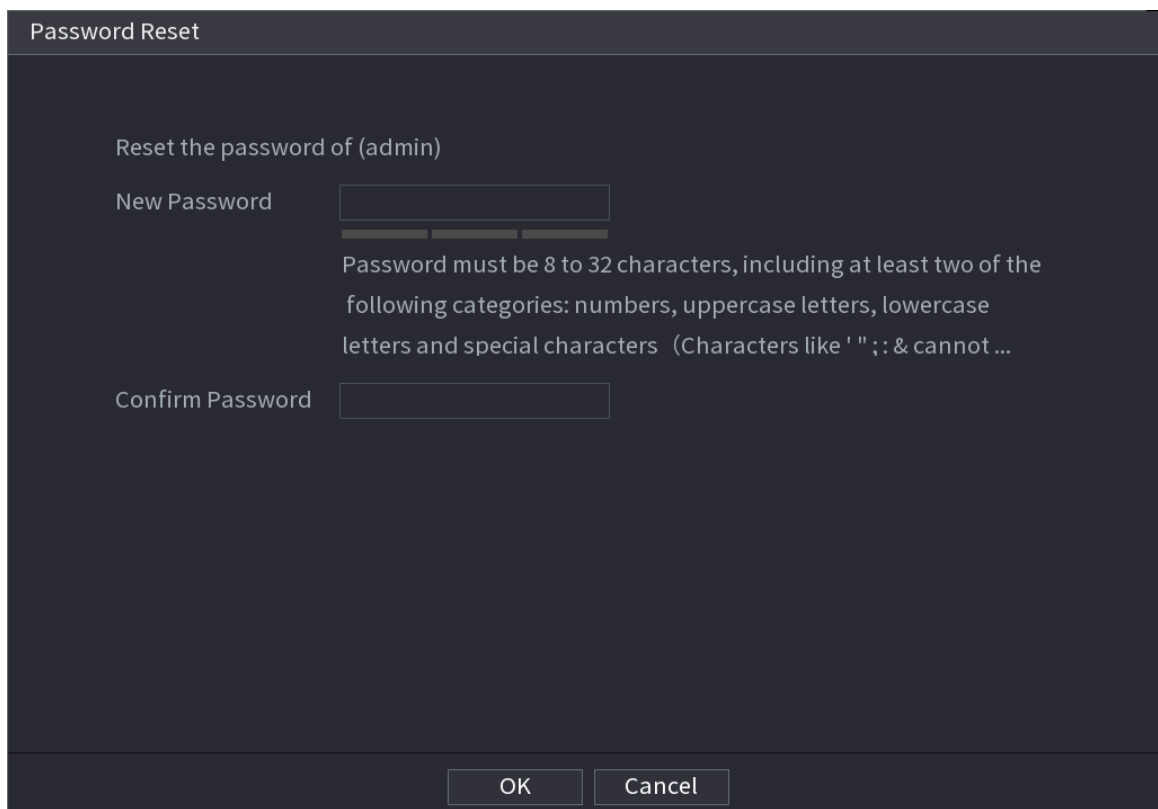 Password Reset
Reset the password of (admin)
New Password
Password must be 8 to 32 characters, including at least two of the
following categories: numbers, uppercase letters, lowercase
letters and special characters（Characters like ' " ; : & cannot ...
Confirm Password
OK
Cancel